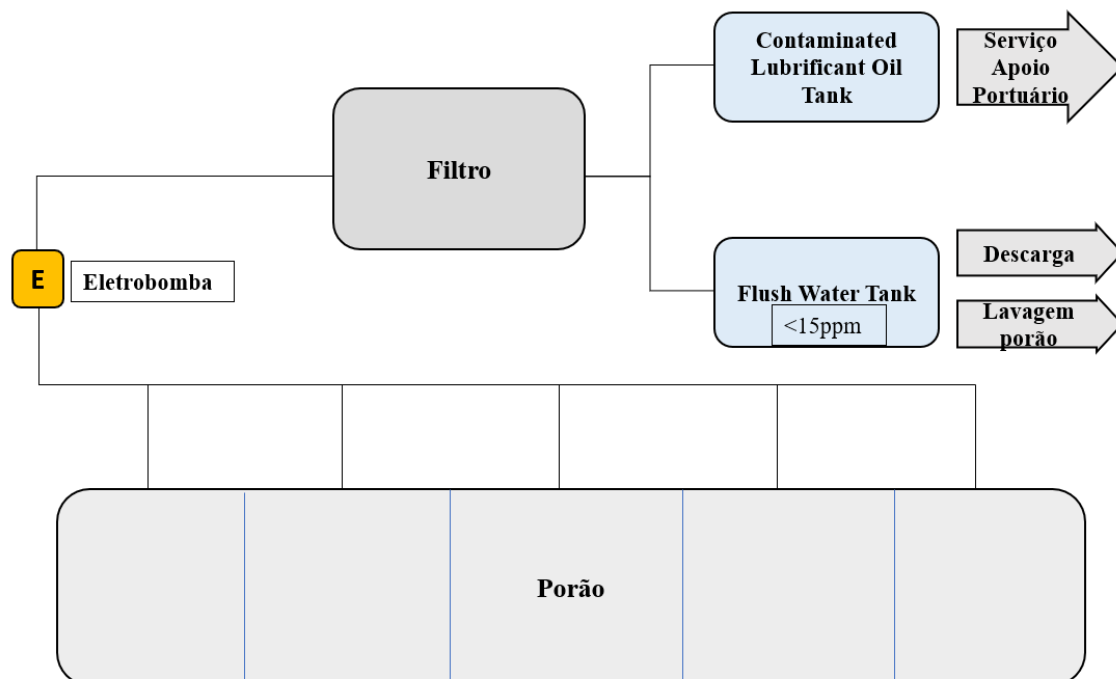 Contaminated
Lubrificant Oil
Tank
Serviço
Apoio
Portuário
Filtro
E
Eletrobomba
Flush Water Tank
<15ppm
Descarga
Lavagem
porão
Porão